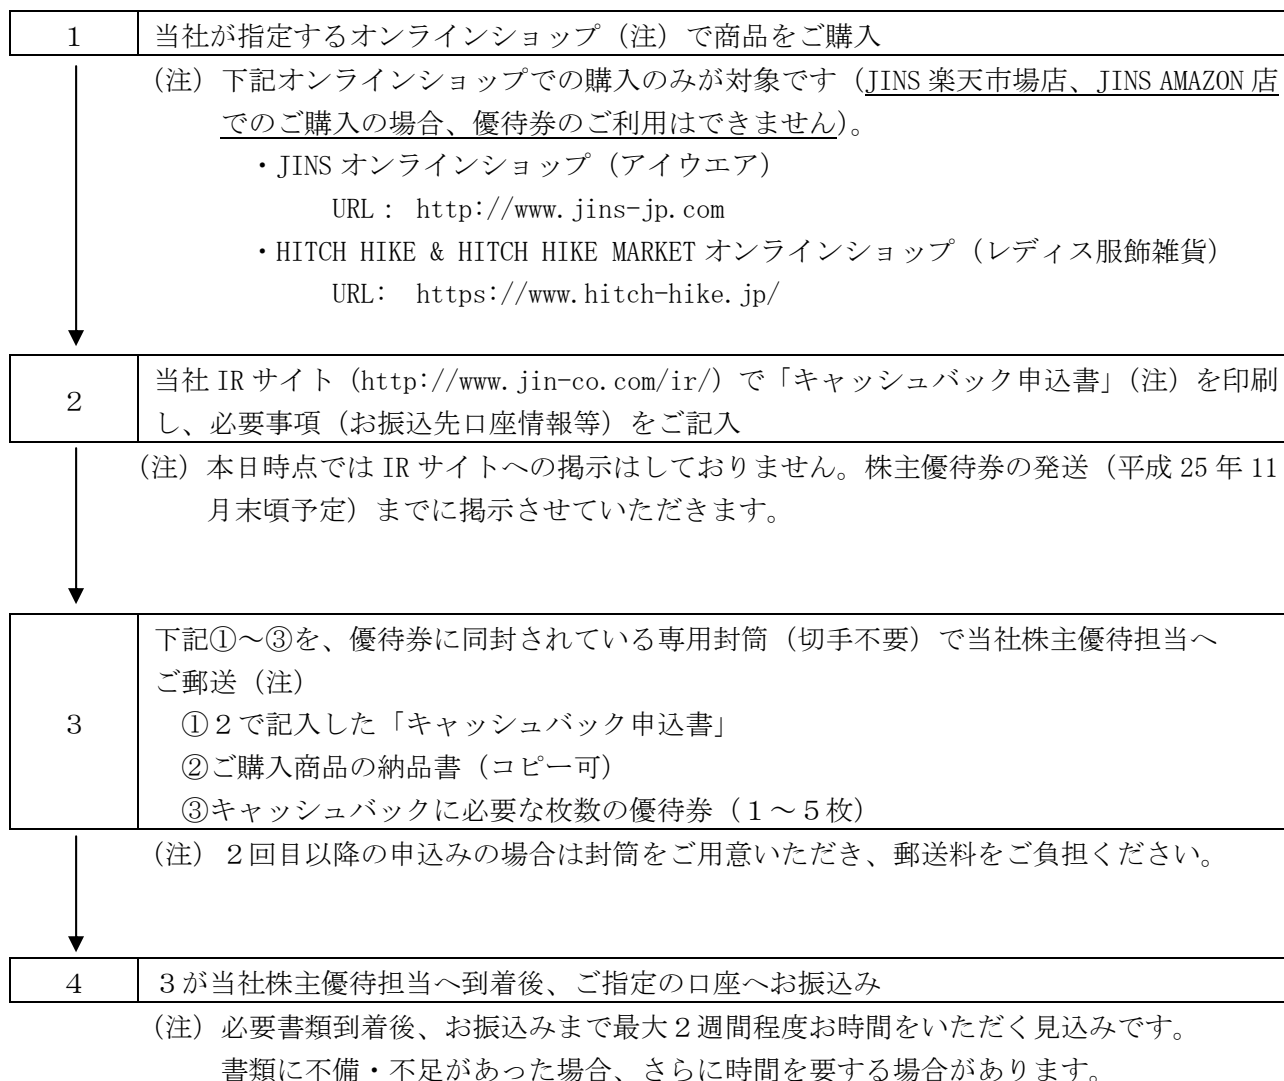 1 当社が指定するオンラインショップ（注）で商品をご購入
（注）下記オンラインショップでの購入のみが対象です（JINS 楽天市場店、JINS AMAZON 店
でのご購入の場合、優待券のご利用はできません）。
・JINS オンラインショップ（アイウエア）
URL： http://www.jins-jp.com
・HITCH HIKE & HITCH HIKE MARKET オンラインショップ（レディス服飾雑貨）
URL: https://www.hitch-hike.jp/
2 当社 IR サイト（http://www.jin-co.com/ir/）で「キャッシュバック申込書」（注）を印刷
し、必要事項（お振込先口座情報等）をご記入
（注）本日時点では IR サイトへの掲示はしておりません。株主優待券の発送（平成 25 年 11
月末頃予定）までに掲示させていただきます。
3 下記①～③を、優待券に同封されている専用封筒（切手不要）で当社株主優待担当へ
ご郵送（注）
①２で記入した「キャッシュバック申込書」
②ご購入商品の納品書（コピー可）
③キャッシュバックに必要な枚数の優待券（１～５枚）
（注）２回目以降の申込みの場合は封筒をご用意いただき、郵送料をご負担ください。
4 ３が当社株主優待担当へ到着後、ご指定の口座へお振込み
（注）必要書類到着後、お振込みまで最大２週間程度お時間をいただく見込みです。
書類に不備・不足があった場合、さらに時間を要する場合があります。